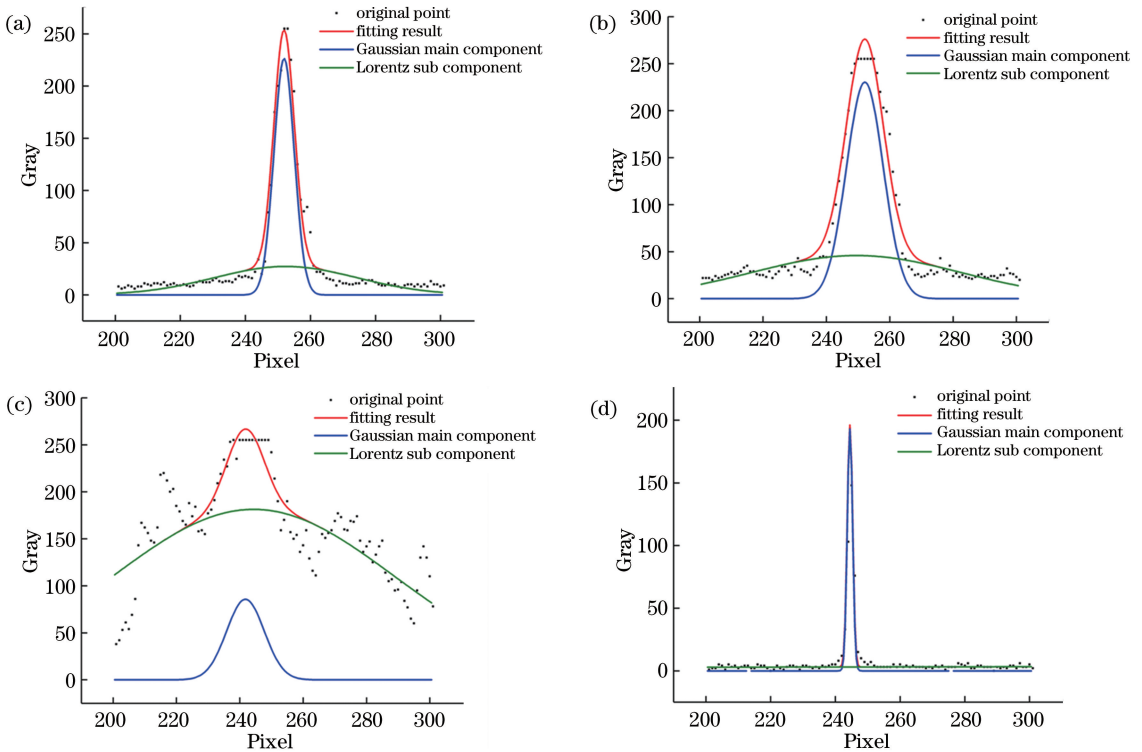 (a)
original point
fitting result
Gaussian main component
Lorentz sub component
250
200
150
100
50
0
Gray
200 220 240 260 280 300
Pixel
(b)
original point
fitting result
Gaussian main component
Lorentz sub component
300
250
200
150
100
50
0
Gray
200 220 240 260 280 300
Pixel
(c)
original point
fitting result
Gaussian main component
Lorentz sub component
300
250
200
150
100
50
0
Gray
200 220 240 260 280 300
Pixel
(d)
original point
fitting result
Gaussian main component
Lorentz sub component
200
150
100
50
0
Gray
200 220 240 260 280 300
Pixel